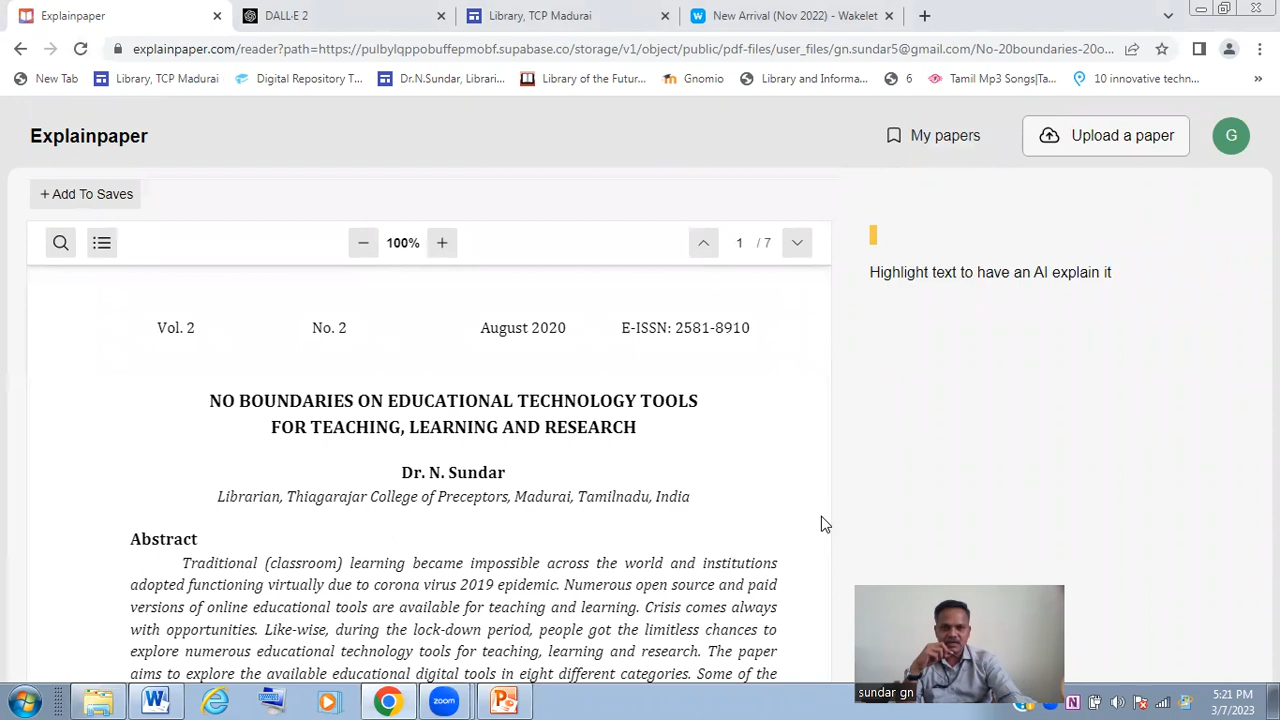 Explainpaper
DALL·E 2
Library, TCP Madurai
New Arrival (Nov 2022) - Wakelet
explainpaper.com/reader?path=https://pulbylqppobuffepmobf.supabase.co/storage/v1/object/public/pdf-files/user_files/gn.sundar5@gmail.com/No-20boundaries-20o...
New Tab
Library, TCP Madurai
Digital Repository T...
Dr.N.Sundar, Librari...
Library of the Futur...
Gnomio
Library and Informa...
6
Tamil Mp3 Songs|Ta...
10 innovative techn...
»
Explainpaper
My papers
Upload a paper
G
+ Add To Saves
− 100% +
1 / 7
Highlight text to have an AI explain it
Vol. 2 No. 2 August 2020 E-ISSN: 2581-8910
NO BOUNDARIES ON EDUCATIONAL TECHNOLOGY TOOLS
FOR TEACHING, LEARNING AND RESEARCH
Dr. N. Sundar
Librarian, Thiagarajar College of Preceptors, Madurai, Tamilnadu, India
Abstract
Traditional (classroom) learning became impossible across the world and institutions
adopted functioning virtually due to corona virus 2019 epidemic. Numerous open source and paid
versions of online educational tools are available for teaching and learning. Crisis comes always
with opportunities. Like-wise, during the lock-down period, people got the limitless chances to
explore numerous educational technology tools for teaching, learning and research. The paper
aims to explore the available educational digital tools in eight different categories. Some of the
sundar gn
zoom
5:21 PM
3/7/2023